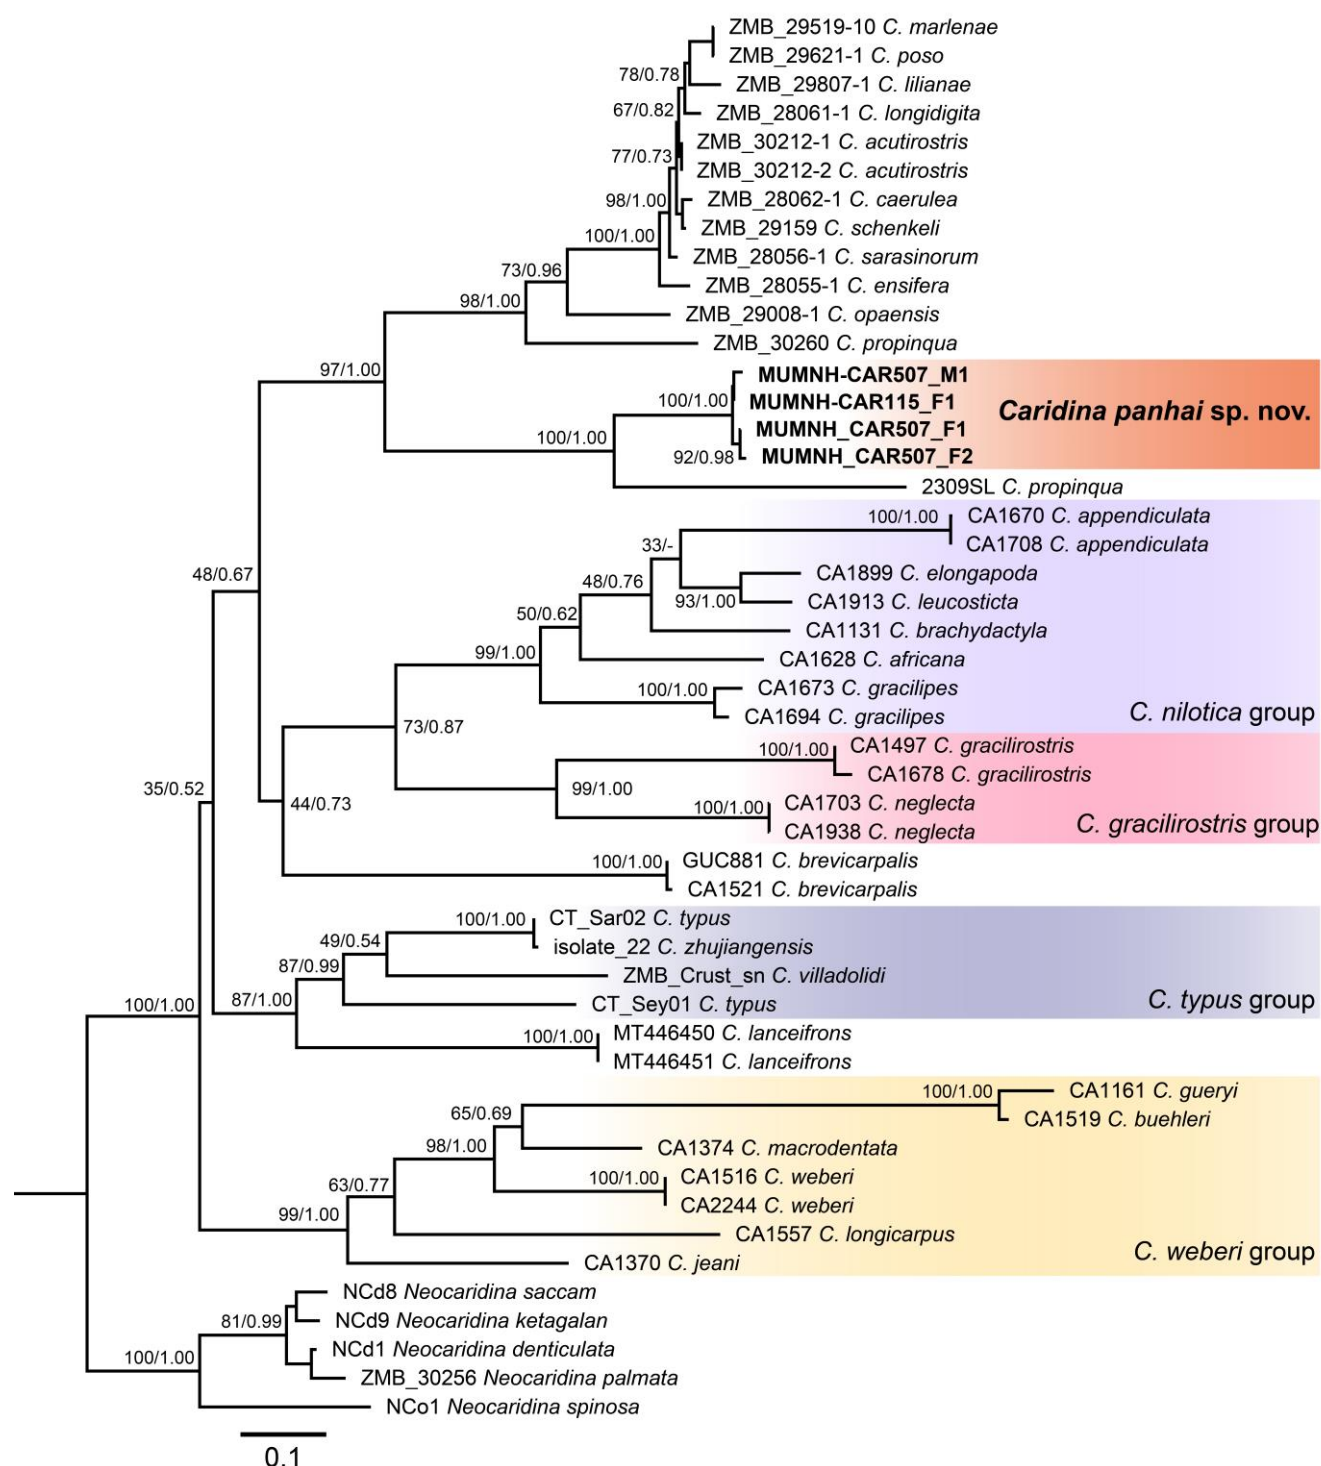 ZMB_29519-10 C. marlenae
ZMB_29621-1 C. poso
78/0.78
ZMB_29807-1 C. lilianae
67/0.82
ZMB_28061-1 C. longidigita
ZMB_30212-1 C. acutirostris
77/0.73
ZMB_30212-2 C. acutirostris
98/1.00
ZMB_28062-1 C. caerulea
ZMB_29159 C. schenkeli
100/1.00
ZMB_28056-1 C. sarasinorum
73/0.96
ZMB_28055-1 C. ensifera
98/1.00
ZMB_29008-1 C. opaensis
ZMB_30260 C. propinqua
97/1.00
MUMNH-CAR507_M1
100/1.00
MUMNH-CAR115_F1
Caridina panhai sp. nov.
MUMNH_CAR507_F1
100/1.00
92/0.98
MUMNH_CAR507_F2
2309SL C. propinqua
100/1.00
CA1670 C. appendiculata
CA1708 C. appendiculata
33/-
48/0.67
48/0.76
CA1899 C. elongapoda
93/1.00
CA1913 C. leucosticta
50/0.62
CA1131 C. brachydactyla
99/1.00
CA1628 C. africana
100/1.00
CA1673 C. gracilipes
CA1694 C. gracilipes
C. nilotica group
73/0.87
100/1.00
CA1497 C. gracilirostris
CA1678 C. gracilirostris
35/0.52
99/1.00
44/0.73
100/1.00
CA1703 C. neglecta
CA1938 C. neglecta
C. gracilirostris group
100/1.00
GUC881 C. brevicarpalis
CA1521 C. brevicarpalis
100/1.00
CT_Sar02 C. typus
49/0.54
isolate_22 C. zhujiangensis
87/0.99
ZMB_Crust_sn C. villadolidi
100/1.00
87/1.00
CT_Sey01 C. typus
C. typus group
100/1.00
MT446450 C. lanceifrons
MT446451 C. lanceifrons
100/1.00
CA1161 C. gueryi
65/0.69
CA1519 C. buehleri
98/1.00
CA1374 C. macrodentata
63/0.77
100/1.00
CA1516 C. weberi
CA2244 C. weberi
99/1.00
CA1557 C. longicarpus
C. weberi group
CA1370 C. jeani
NCd8 Neocaridina saccam
81/0.99
NCd9 Neocaridina ketagalan
NCd1 Neocaridina denticulata
100/1.00
ZMB_30256 Neocaridina palmata
NCo1 Neocaridina spinosa
0.1